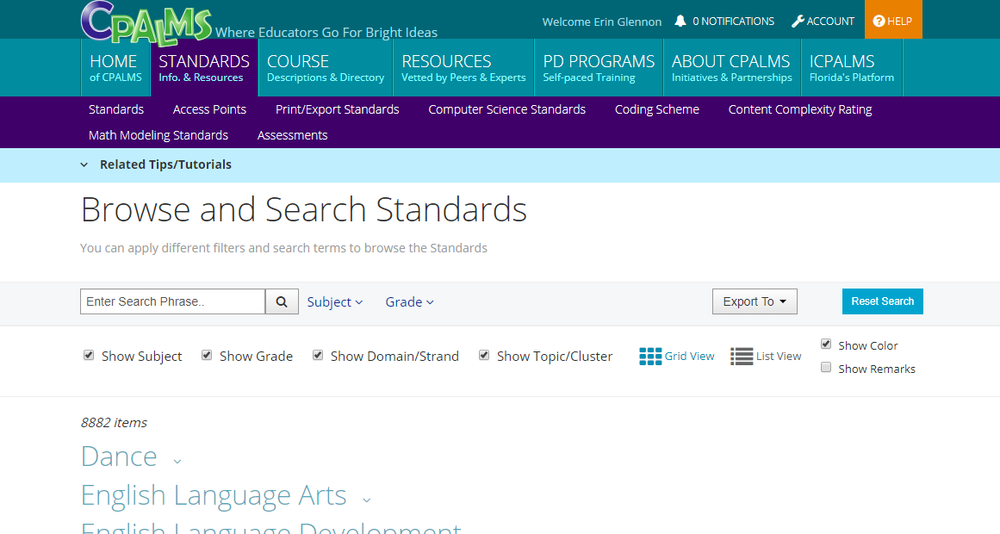 CPALMS Where Educators Go For Bright Ideas
Welcome Erin Glennon 0 NOTIFICATIONS ACCOUNT HELP
HOME
of CPALMS
STANDARDS
Info. & Resources
COURSE
Descriptions & Directory
RESOURCES
Vetted by Peers & Experts
PD PROGRAMS
Self-paced Training
ABOUT CPALMS
Initiatives & Partnerships
ICPALMS
Florida's Platform
Standards Access Points Print/Export Standards Computer Science Standards Coding Scheme Content Complexity Rating
Math Modeling Standards Assessments
Related Tips/Tutorials
Browse and Search Standards
You can apply different filters and search terms to browse the Standards
Enter Search Phrase.. Subject Grade Export To Reset Search
Show Subject Show Grade Show Domain/Strand Show Topic/Cluster Grid View List View
Show Color
Show Remarks
8882 items
Dance
English Language Arts
English Language Development